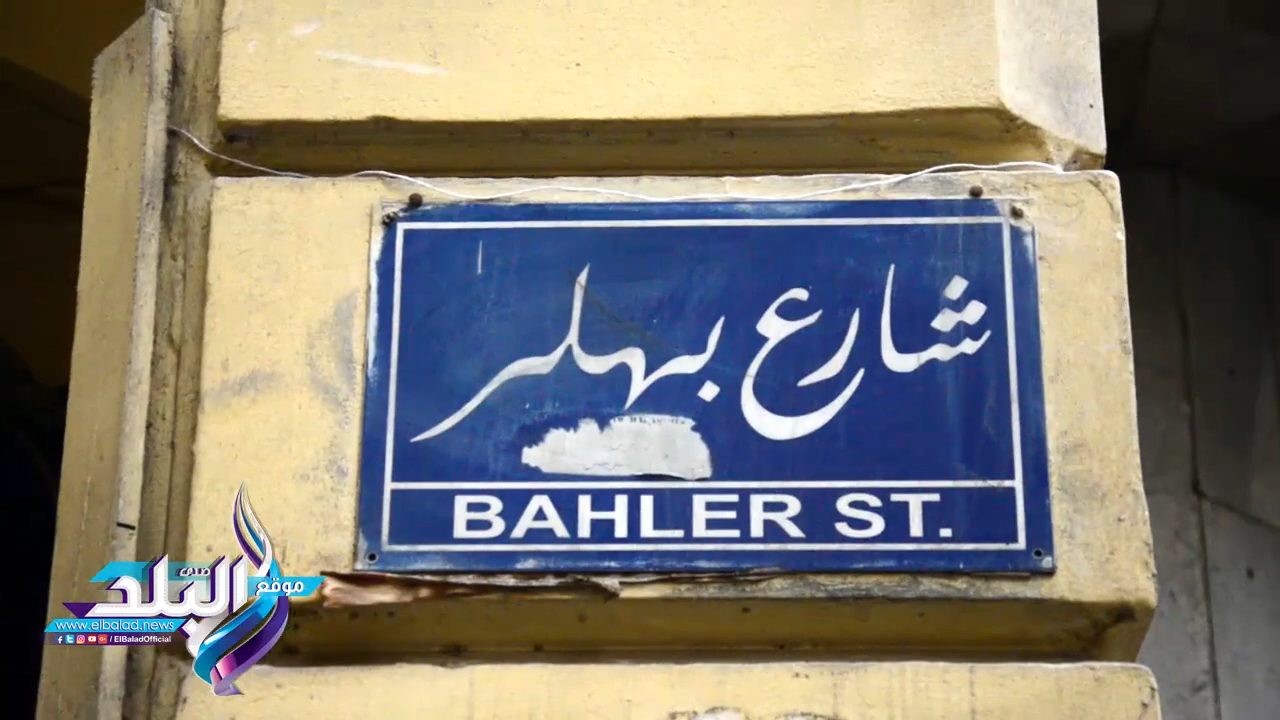 شارع بهلر
BAHLER ST.
موقع صدى البلد
www.elbalad.news
/ ElBaladOfficial